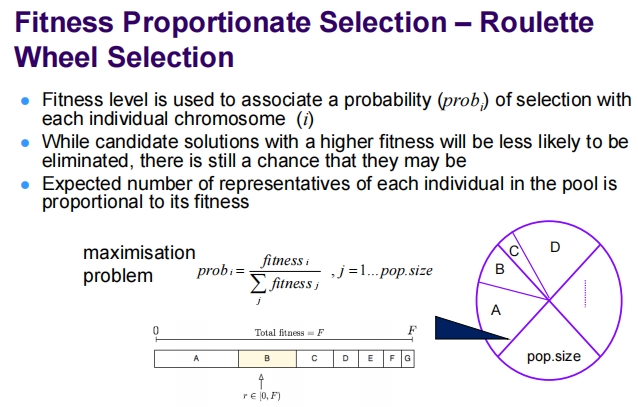 Fitness Proportionate Selection – Roulette
Wheel Selection
Fitness level is used to associate a probability (prob_i) of selection with
each individual chromosome (i)
While candidate solutions with a higher fitness will be less likely to be
eliminated, there is still a chance that they may be
Expected number of representatives of each individual in the pool is
proportional to its fitness
maximisation
problem
prob_i = fitness_i / ∑_j fitness_j , j = 1... pop.size
0 Total fitness = F F
A B C D E F G
r ∈ [0, F)
A
B
C
D
pop.size